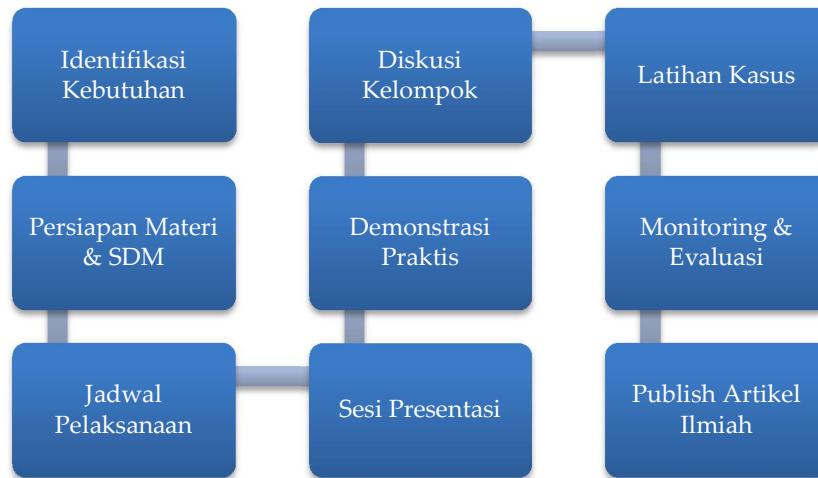 Identifikasi
Kebutuhan
Persiapan Materi
& SDM
Jadwal
Pelaksanaan
Sesi Presentasi
Demonstrasi
Praktis
Diskusi
Kelompok
Latihan Kasus
Monitoring &
Evaluasi
Publish Artikel
Ilmiah